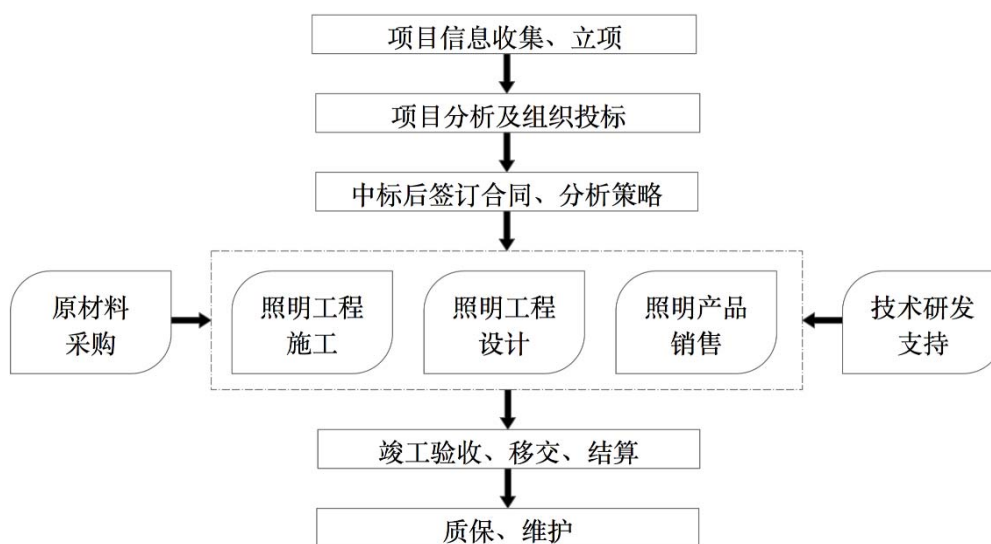 项目信息收集、立项
项目分析及组织投标
中标后签订合同、分析策略
原材料
采购
照明工程
施工
照明工程
设计
照明产品
销售
技术研发
支持
竣工验收、移交、结算
质保、维护